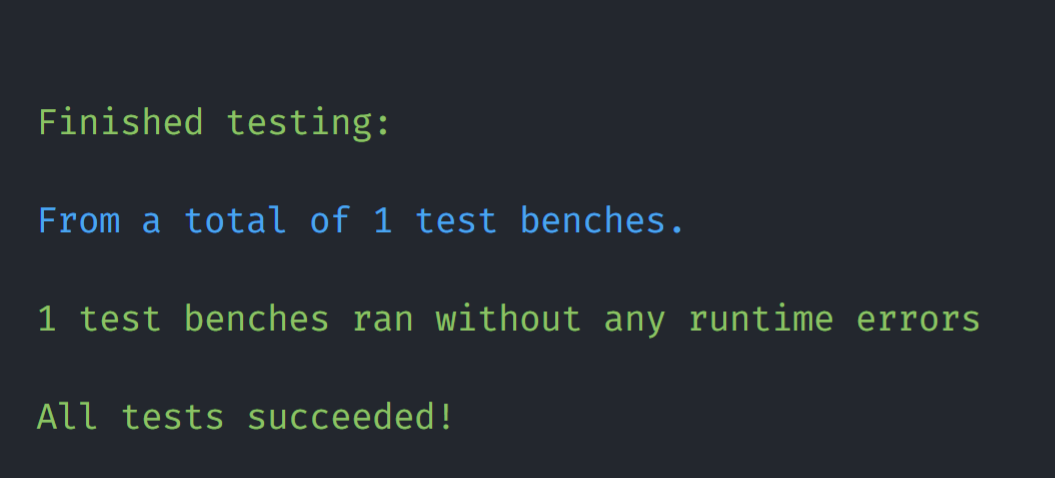 Finished testing:
From a total of 1 test benches.
1 test benches ran without any runtime errors
All tests succeeded!